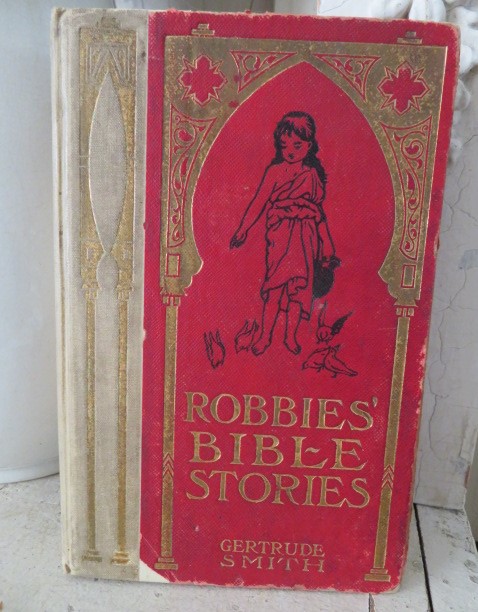 ROBBIES'
BIBLE
STORIES
GERTRUDE
SMITH